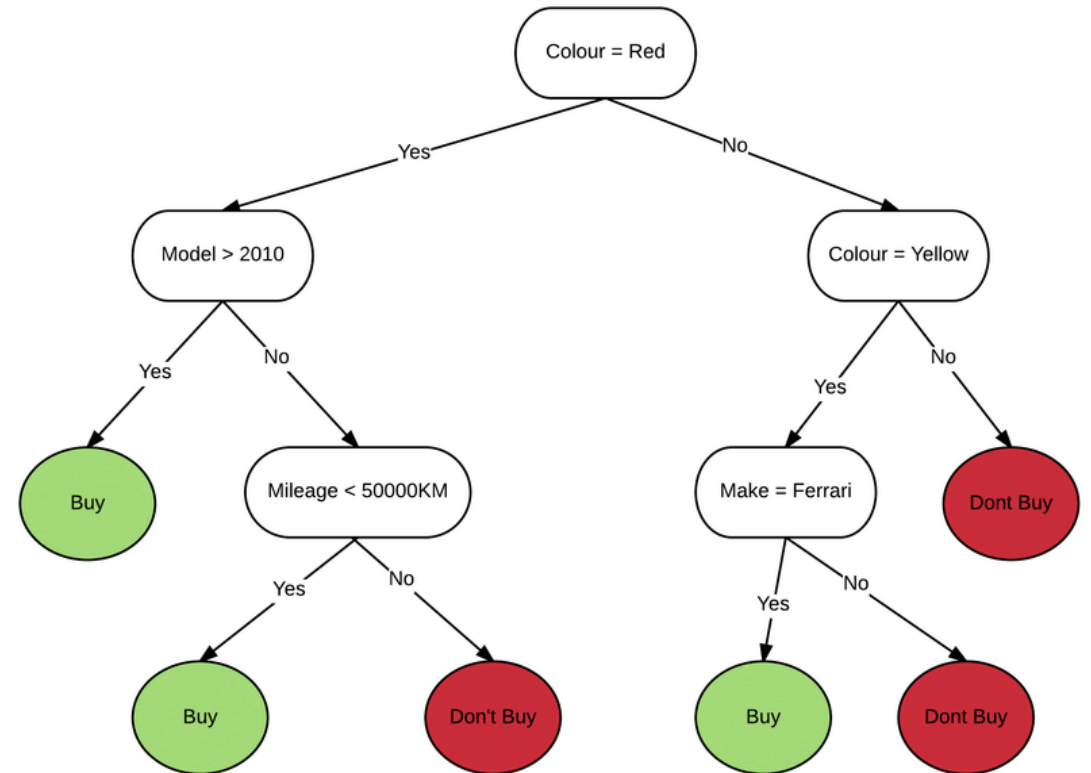 Colour = Red
Yes
No
Model > 2010
Colour = Yellow
Yes
No
Yes
No
Buy
Mileage < 50000KM
Make = Ferrari
Dont Buy
Yes
No
Yes
No
Buy
Don't Buy
Buy
Dont Buy